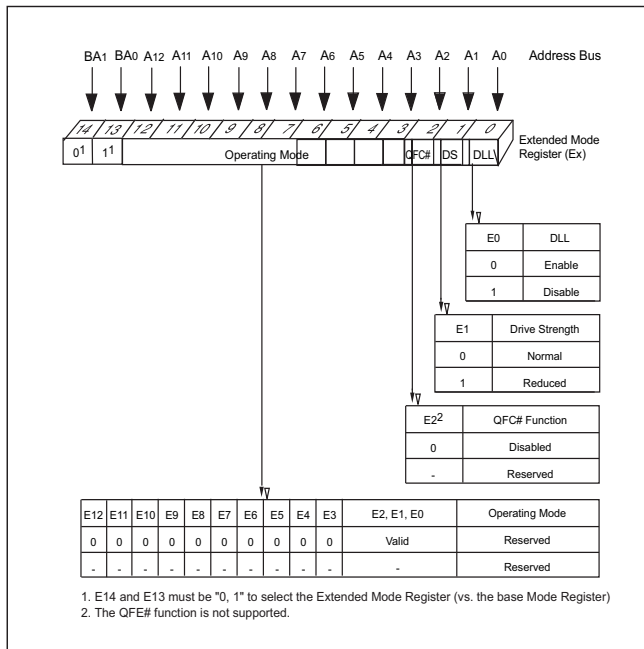 BA1 BA0 A12 A11 A10 A9 A8 A7 A6 A5 A4 A3 A2 A1 A0 Address Bus
14 13 12 11 10 9 8 7 6 5 4 3 2 1 0
Extended Mode
Register (Ex)
0¹ 1¹ Operating Mode QFC# DS DLL
E0 DLL
0 Enable
1 Disable
E1 Drive Strength
0 Normal
1 Reduced
E2² QFC# Function
0 Disabled
- Reserved
E12 E11 E10 E9 E8 E7 E6 E5 E4 E3 E2, E1, E0 Operating Mode
0 0 0 0 0 0 0 0 0 0 Valid Reserved
- - - - - - - - - - - Reserved
1. E14 and E13 must be "0, 1" to select the Extended Mode Register (vs. the base Mode Register)
2. The QFE# function is not supported.